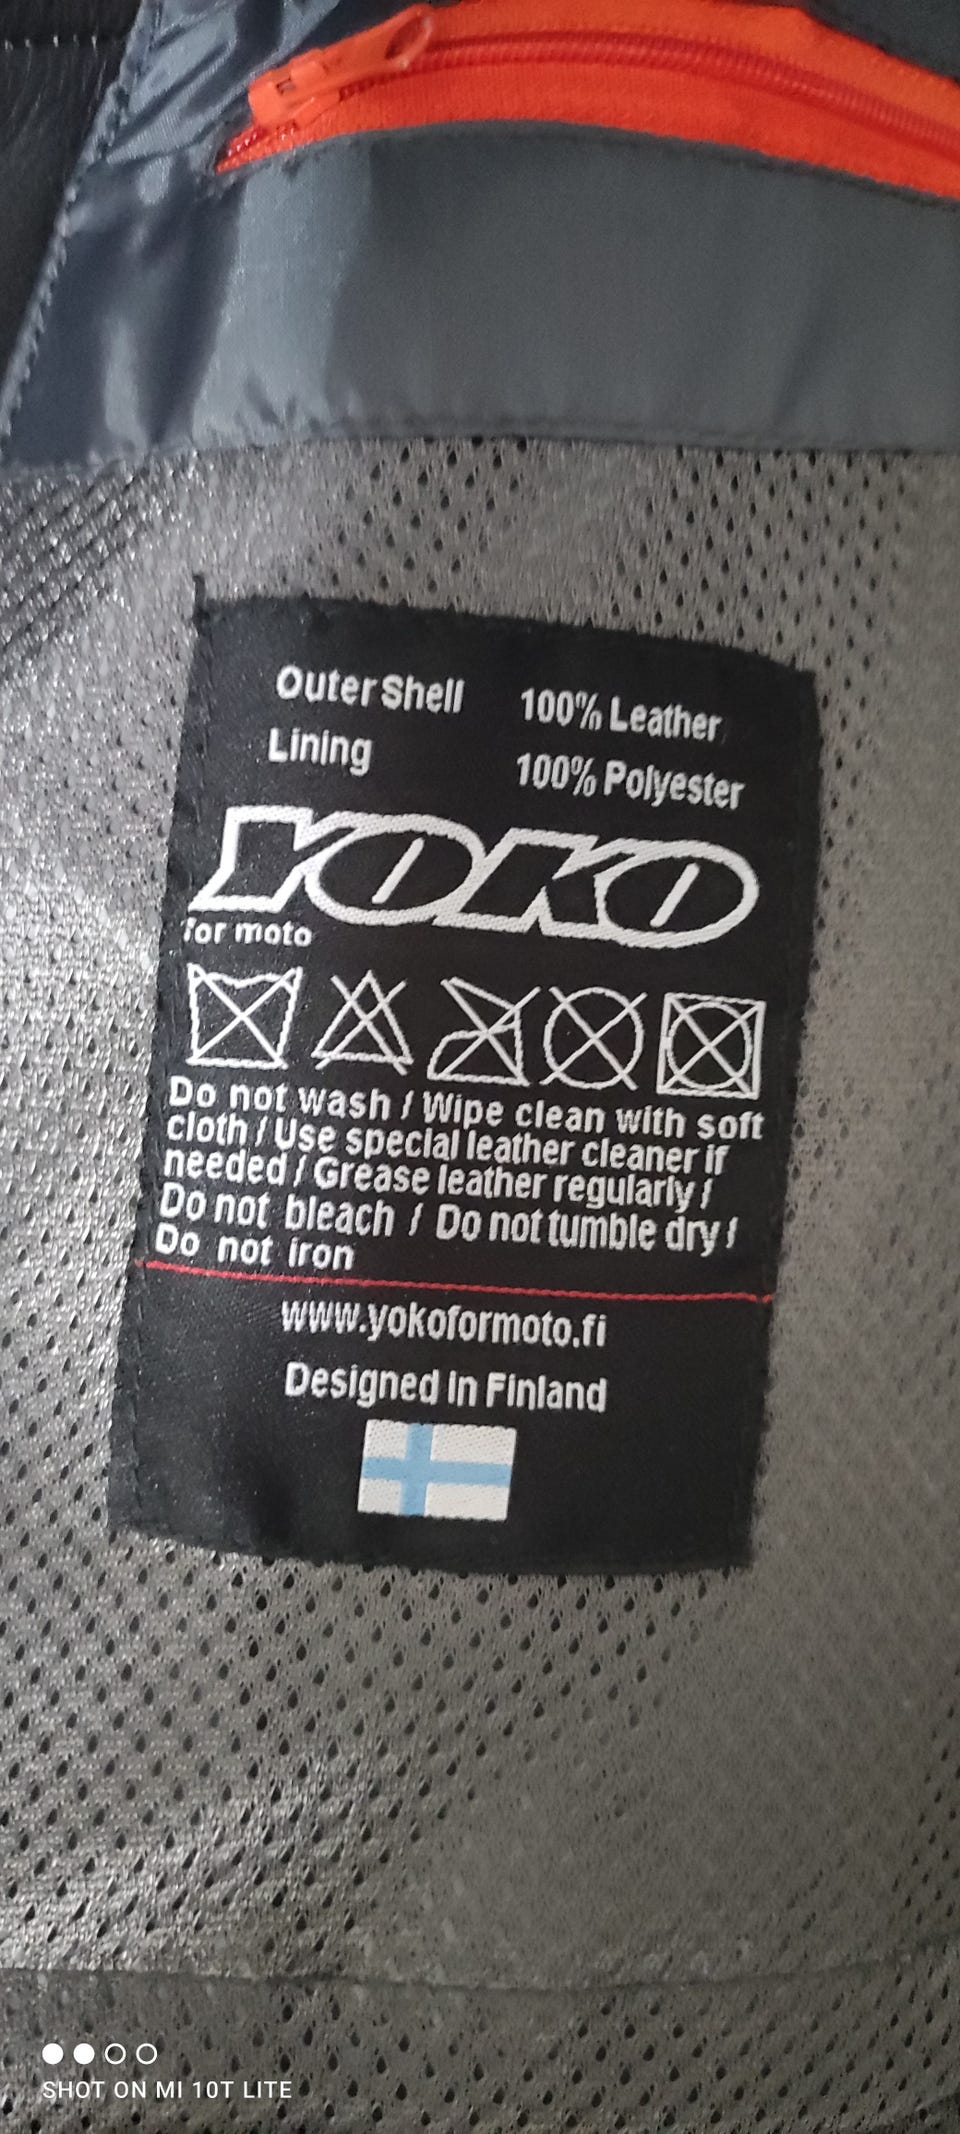 Outer Shell 100% Leather
Lining 100% Polyester
YOKO
for moto
Do not wash / Wipe clean with soft
cloth / Use special leather cleaner if
needed / Grease leather regularly /
Do not bleach / Do not tumble dry /
Do not iron
www.yokoformoto.fi
Designed in Finland
SHOT ON MI 10T LITE